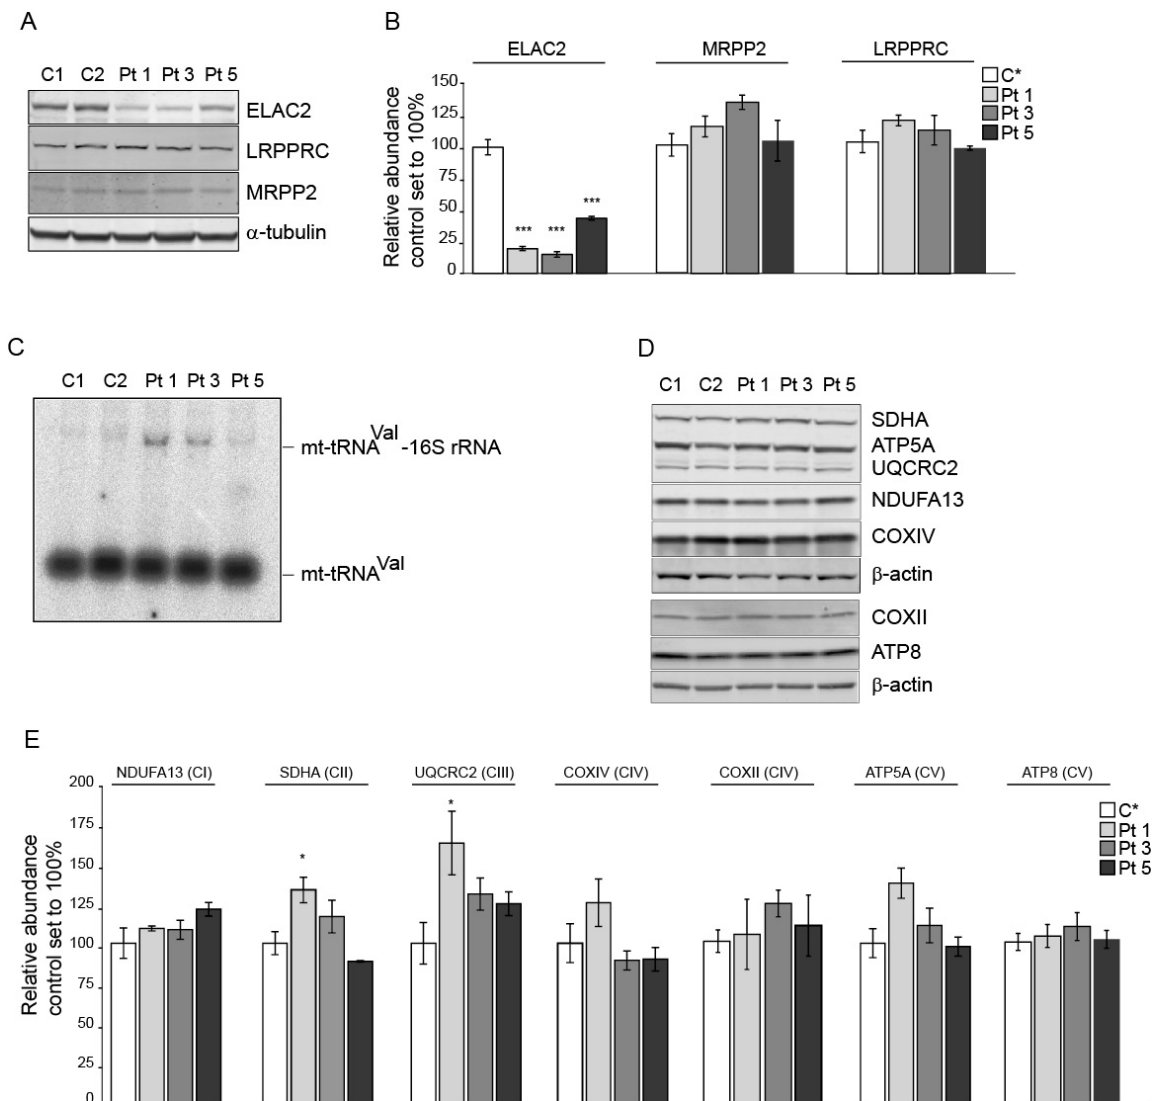 A
C1 C2 Pt 1 Pt 3 Pt 5
ELAC2
LRPPRC
MRPP2
α-tubulin
B
ELAC2 MRPP2 LRPPRC
Relative abundance
control set to 100%
150
125
100
75
50
25
0
*** *** ***
C*
Pt 1
Pt 3
Pt 5
C
C1 C2 Pt 1 Pt 3 Pt 5
mt-tRNAVal-16S rRNA
mt-tRNAVal
D
C1 C2 Pt 1 Pt 3 Pt 5
SDHA
ATP5A
UQCRC2
NDUFA13
COXIV
β-actin
COXII
ATP8
β-actin
E
NDUFA13 (CI) SDHA (CII) UQCRC2 (CIII) COXIV (CIV) COXII (CIV) ATP5A (CV) ATP8 (CV)
Relative abundance
control set to 100%
200
175
150
125
100
75
50
25
0
* *
C*
Pt 1
Pt 3
Pt 5